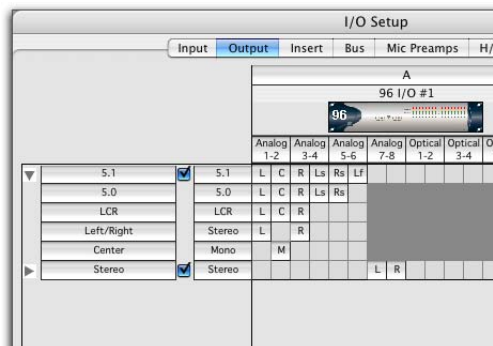 I/O Setup
Input Output Insert Bus Mic Preamps H/
A
96 I/O #1
96
Analog 1-2 Analog 3-4 Analog 5-6 Analog 7-8 Optical 1-2 Optical 3-4 O
5.1 5.1 L C R Ls Rs Lf
5.0 5.0 L C R Ls Rs
LCR LCR L C R
Left/Right Stereo L R
Center Mono M
Stereo Stereo L R